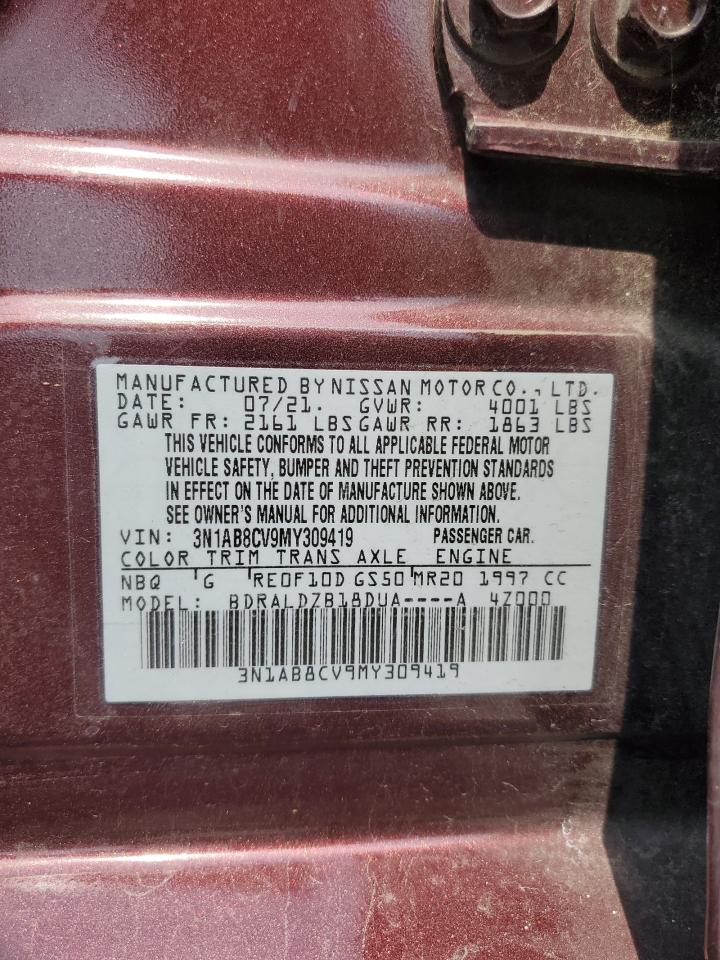 MANUFACTURED BY NISSAN MOTOR CO., LTD.
DATE: 07/21. GVWR: 4001 LBS
GAWR FR: 2161 LBS GAWR RR: 1863 LBS
THIS VEHICLE CONFORMS TO ALL APPLICABLE FEDERAL MOTOR
VEHICLE SAFETY, BUMPER AND THEFT PREVENTION STANDARDS
IN EFFECT ON THE DATE OF MANUFACTURE SHOWN ABOVE.
SEE OWNER'S MANUAL FOR ADDITIONAL INFORMATION.
VIN: 3N1AB8CV9MY309419 PASSENGER CAR.
COLOR TRIM TRANS AXLE ENGINE
NBQ G RE0F10D GS50 MR20 1997 CC
MODEL: BDRALDZB18DUA----A 4Z000
3N1AB8CV9MY309419